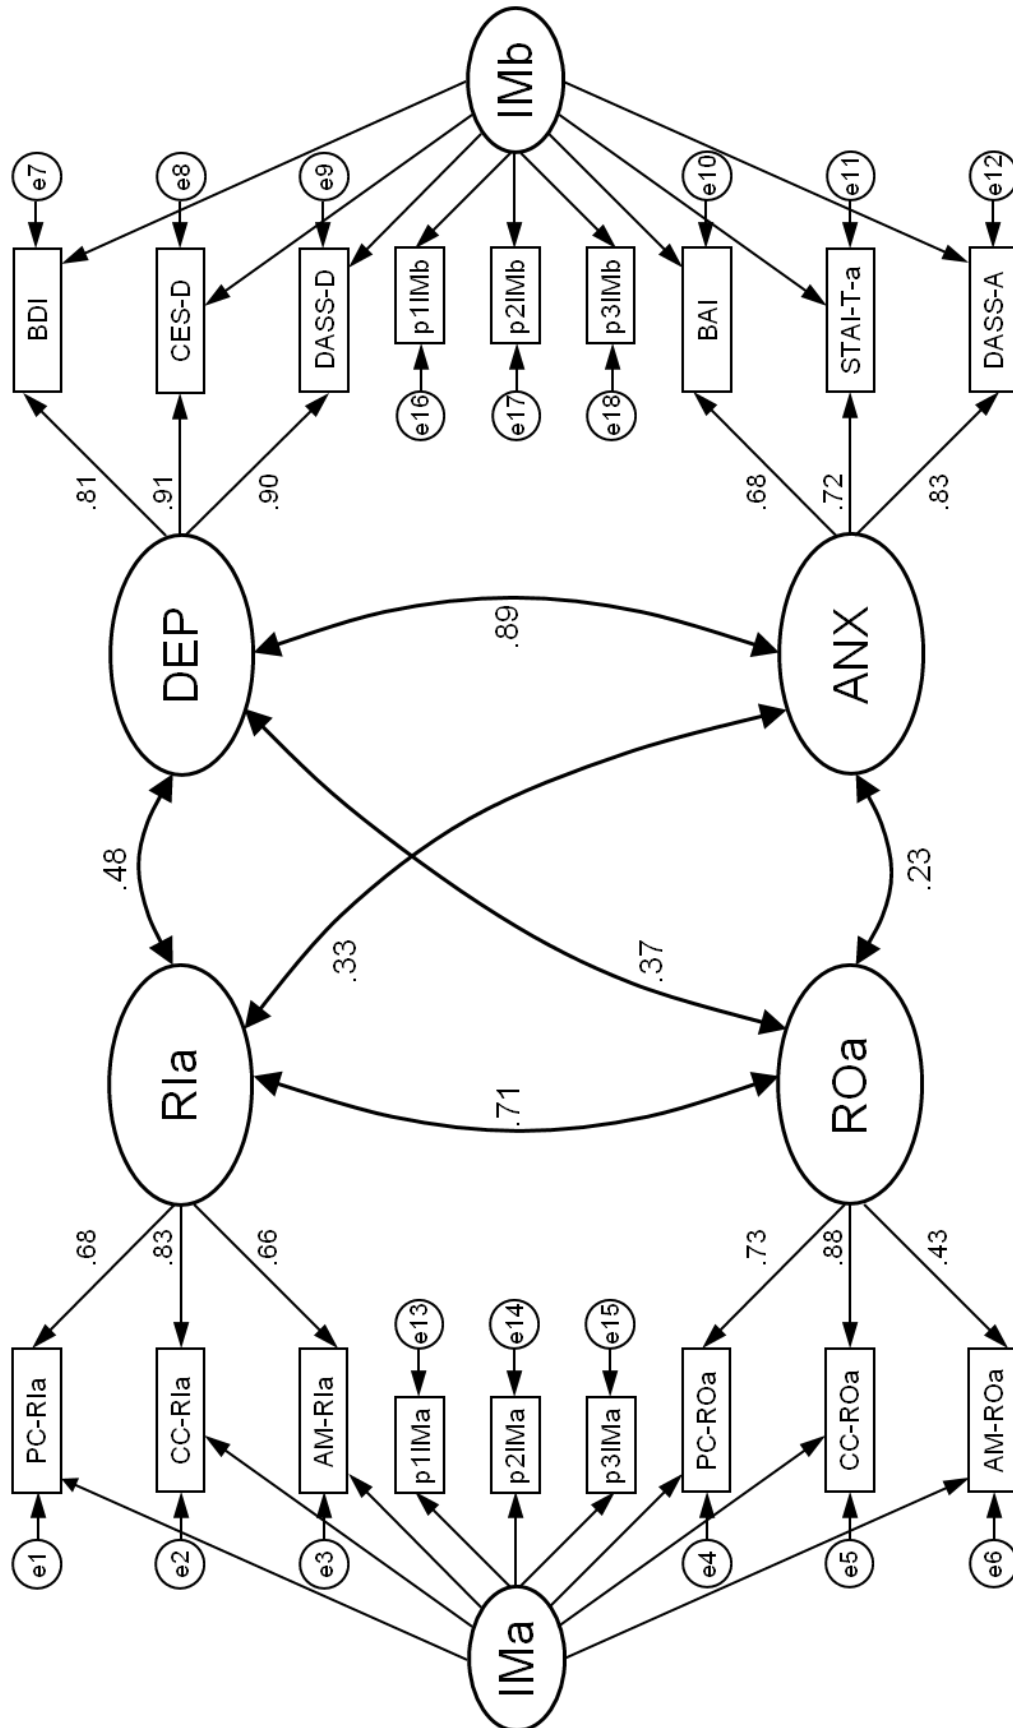 IMb
e7
e8
e9
e10
e11
e12
BDI
CES-D
DASS-D
p1IMb
p2IMb
p3IMb
BAI
STAI-T-a
DASS-A
e16
e17
e18
.81
.91
.90
.68
.72
.83
DEP
.89
ANX
.48
.33
.37
.23
RIa
.71
ROa
.68
.83
.66
.73
.88
.43
e13
e14
e15
PC-RIa
CC-RIa
AM-RIa
p1IMa
p2IMa
p3IMa
PC-ROa
CC-ROa
AM-ROa
e1
e2
e3
e4
e5
e6
IMa